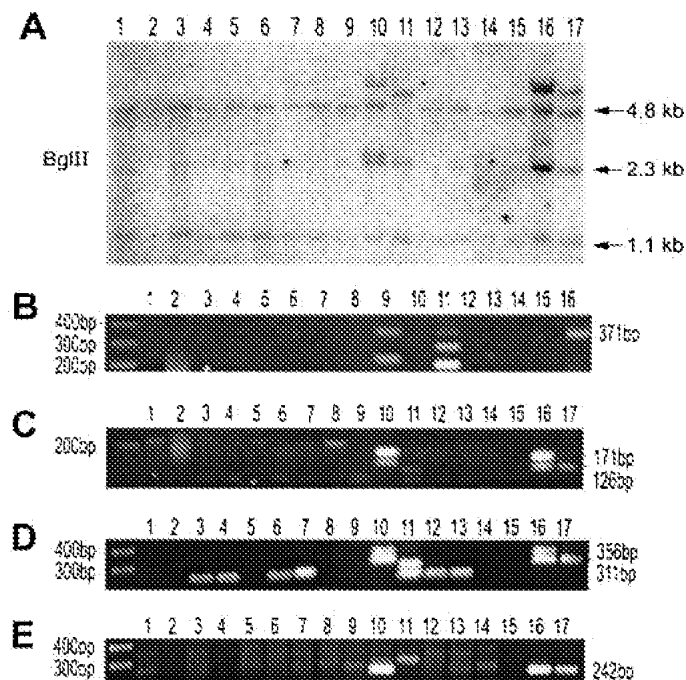 A
1 2 3 4 5 6 7 8 9 10 11 12 13 14 15 16 17
BglII
4.8 kb
2.3 kb
1.1 kb
B
1 2 3 4 5 6 7 8 9 10 11 12 13 14 15 16
400bp
300bp
200bp
371bp
C
1 2 3 4 5 6 7 8 9 10 11 12 13 14 15 16 17
200bp
171bp
126bp
D
1 2 3 4 5 6 7 8 9 10 11 12 13 14 15 16 17
400bp
300bp
356bp
311bp
E
1 2 3 4 5 6 7 8 9 10 11 12 13 14 15 16 17
400bp
300bp
242bp